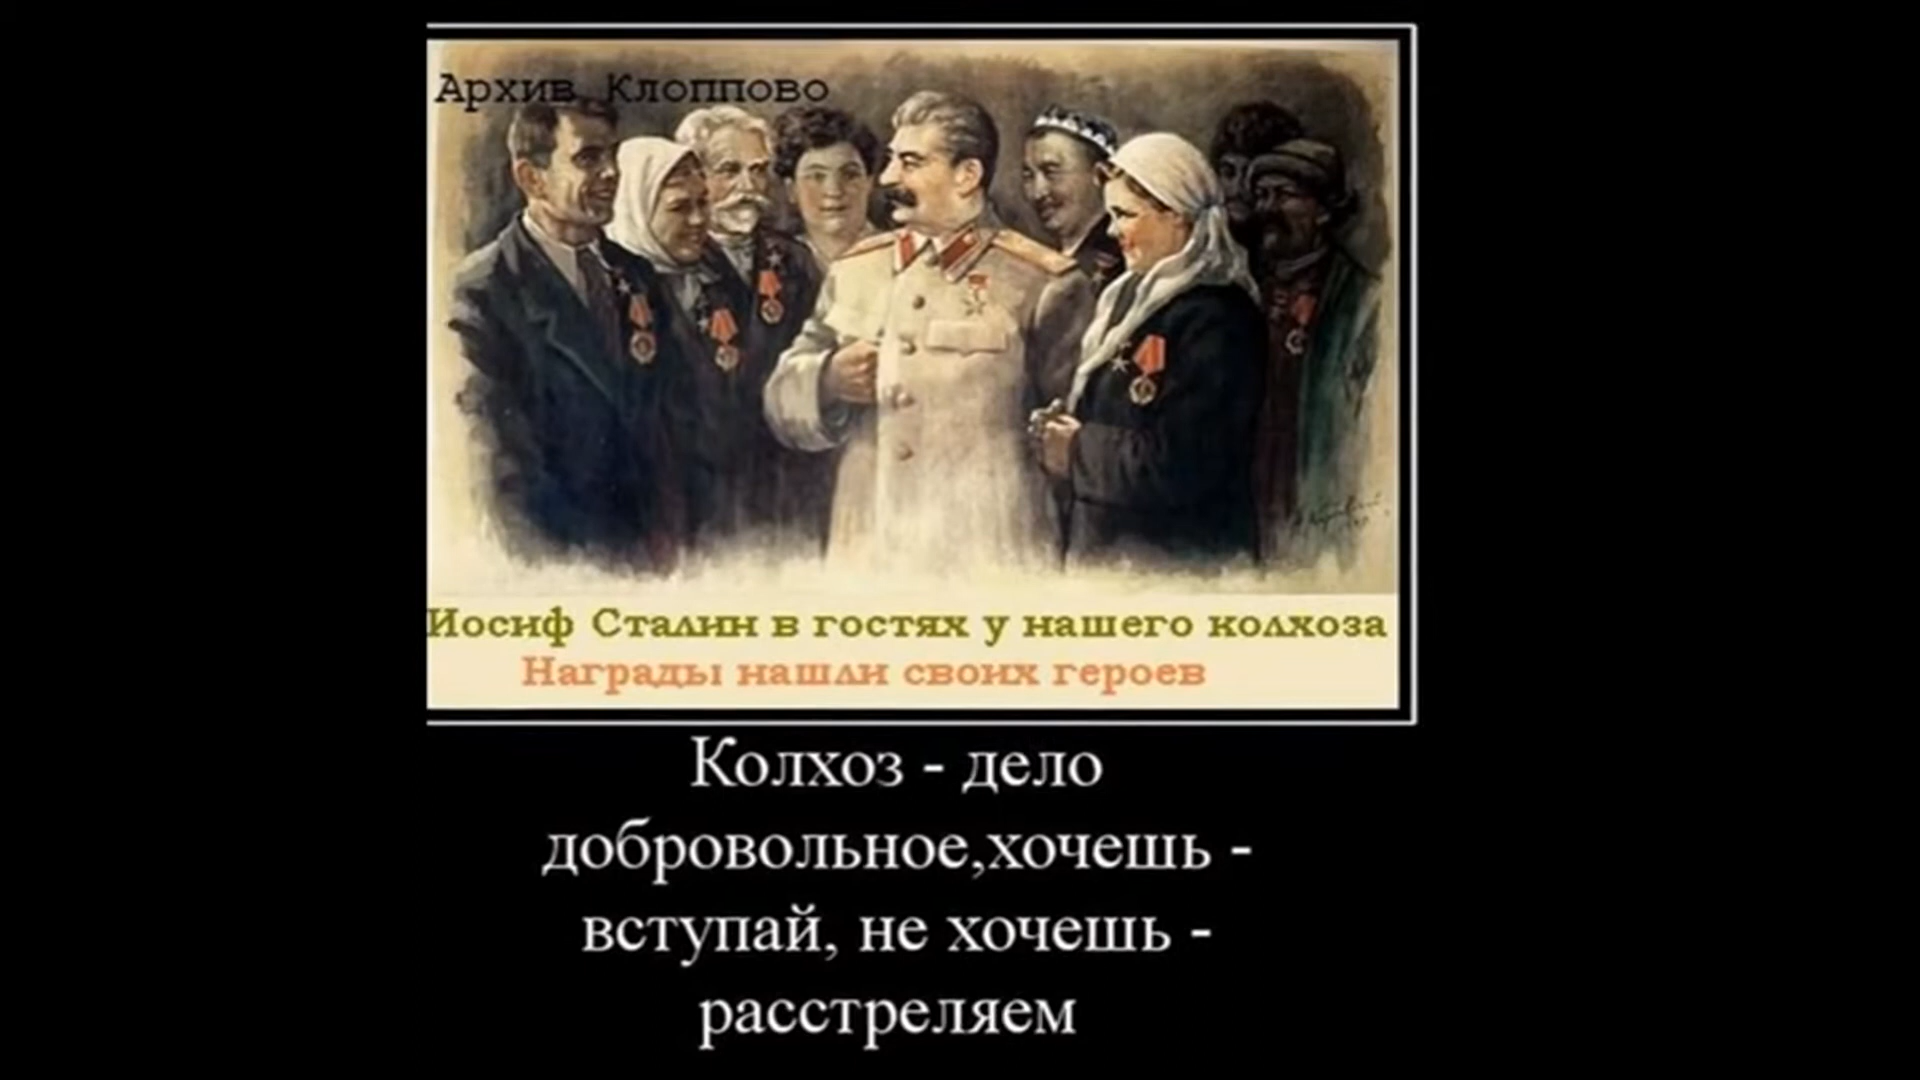 Архив Клоппово
Иосиф Сталин в гостях у нашего колхоза
Награды нашли своих героев
Колхоз - дело
добровольное,хочешь -
вступай, не хочешь -
расстреляем